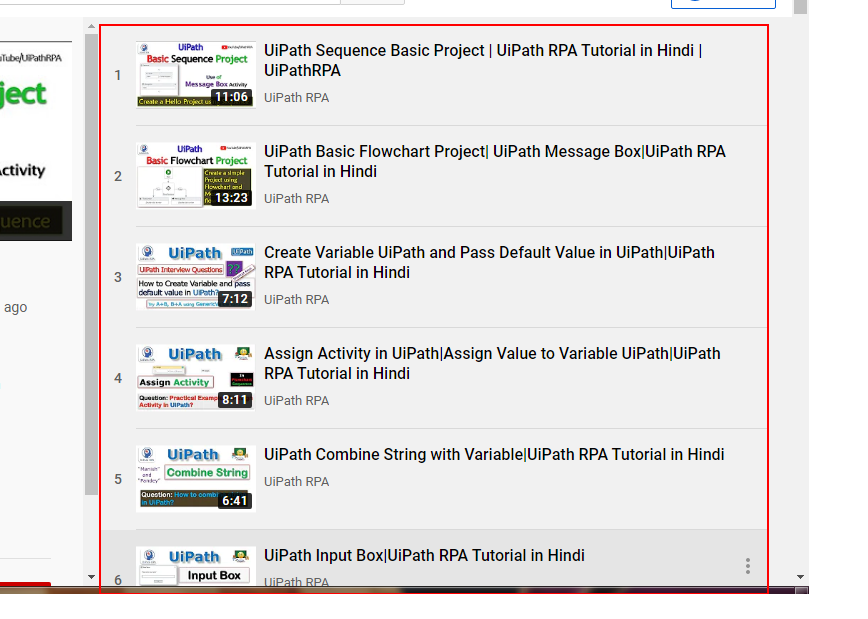 Tube/UiPathRPA
ject
ctivity
uence
ago
1
UiPath
Basic Sequence Project
Use of
Message Box Activity
Create a Hello Project us
11:06
UiPath Sequence Basic Project | UiPath RPA Tutorial in Hindi |
UiPathRPA
UiPath RPA
2
UiPath
Basic Flowchart Project
Create a simple
Project using
Flowchart and
13:23
UiPath Basic Flowchart Project| UiPath Message Box|UiPath RPA
Tutorial in Hindi
UiPath RPA
3
UiPath
UiPath
UiPath Interview Questions
How to Create Variable and pass
default value in UiPath?
Try A+B, B+A using Generic
7:12
Create Variable UiPath and Pass Default Value in UiPath|UiPath
RPA Tutorial in Hindi
UiPath RPA
4
UiPath
Assign Activity
Question: Practical Examp
Activity in UiPath?
8:11
Assign Activity in UiPath|Assign Value to Variable UiPath|UiPath
RPA Tutorial in Hindi
UiPath RPA
5
UiPath
"Manish"
and
"Pandey"
Combine String
Question: How to comb
in UiPath?
6:41
UiPath Combine String with Variable|UiPath RPA Tutorial in Hindi
UiPath RPA
6
UiPath
Input Box
UiPath Input Box|UiPath RPA Tutorial in Hindi
UiPath RPA